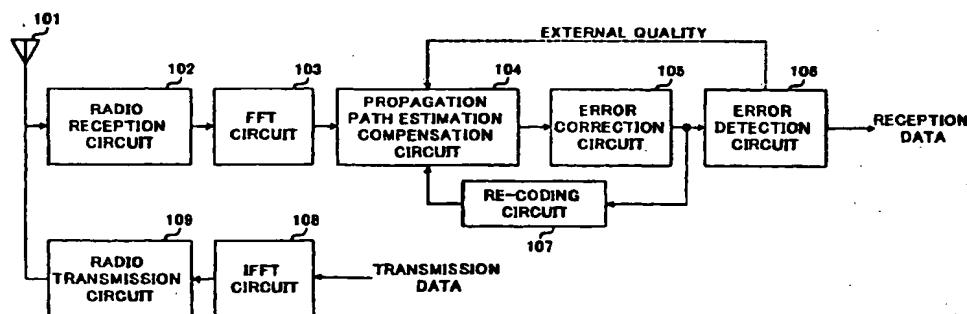 101
EXTERNAL QUALITY
102
103
104
105
106
RADIO
RECEPTION
CIRCUIT
FFT
CIRCUIT
PROPAGATION
PATH ESTIMATION
COMPENSATION
CIRCUIT
ERROR
CORRECTION
CIRCUIT
ERROR
DETECTION
CIRCUIT
RECEPTION
DATA
RE-CODING
CIRCUIT
107
109
108
RADIO
TRANSMISSION
CIRCUIT
IFFT
CIRCUIT
TRANSMISSION
DATA